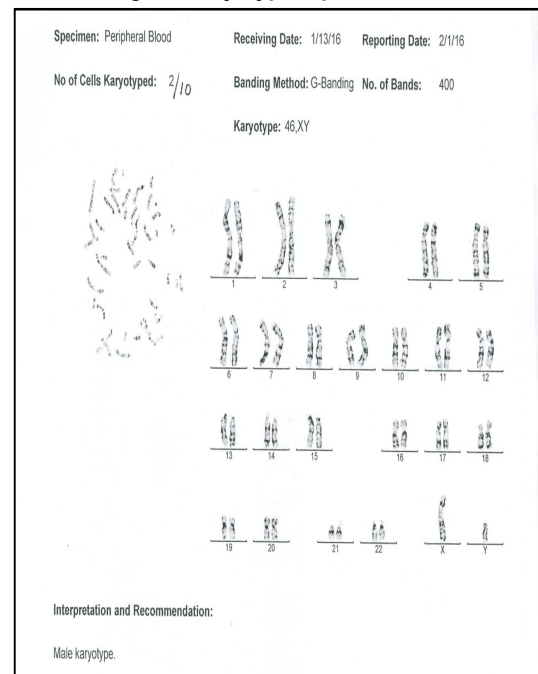 Specimen: Peripheral Blood Receiving Date: 1/13/16 Reporting Date: 2/1/16
No of Cells Karyotyped: 2/10 Banding Method: G-Banding No. of Bands: 400
Karyotype: 46,XY
1 2 3 4 5
6 7 8 9 10 11 12
13 14 15 16 17 18
19 20 21 22 X Y
Interpretation and Recommendation:
Male karyotype.